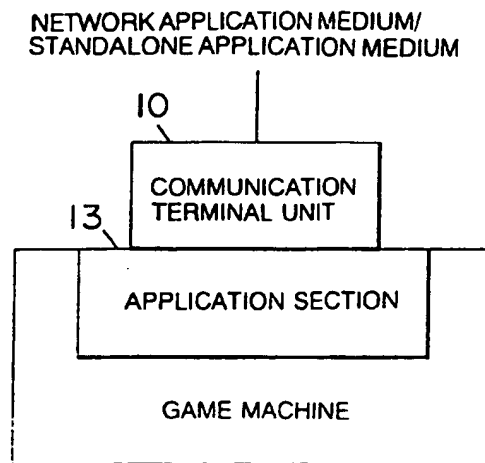 NETWORK APPLICATION MEDIUM/
STANDALONE APPLICATION MEDIUM
10
COMMUNICATION
TERMINAL UNIT
13
APPLICATION SECTION
GAME MACHINE